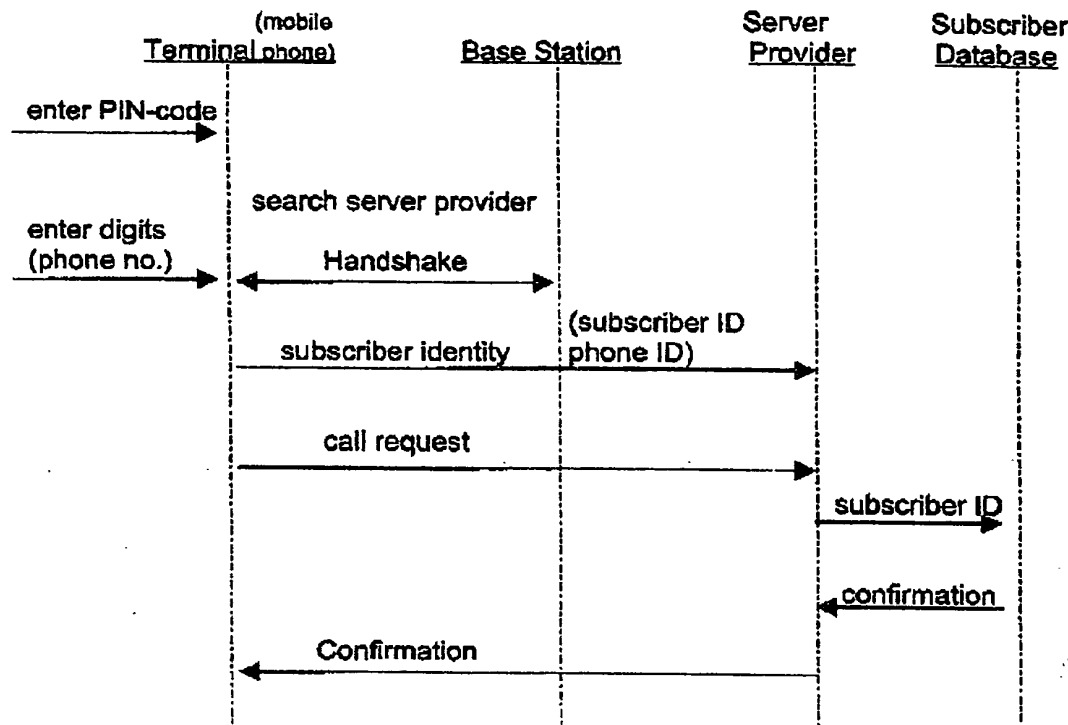 (mobile
Terminal phone)
Base Station
Server
Provider
Subscriber
Database
enter PIN-code
search server provider
enter digits
(phone no.)
Handshake
(subscriber ID
phone ID)
subscriber identity
call request
subscriber ID
confirmation
Confirmation